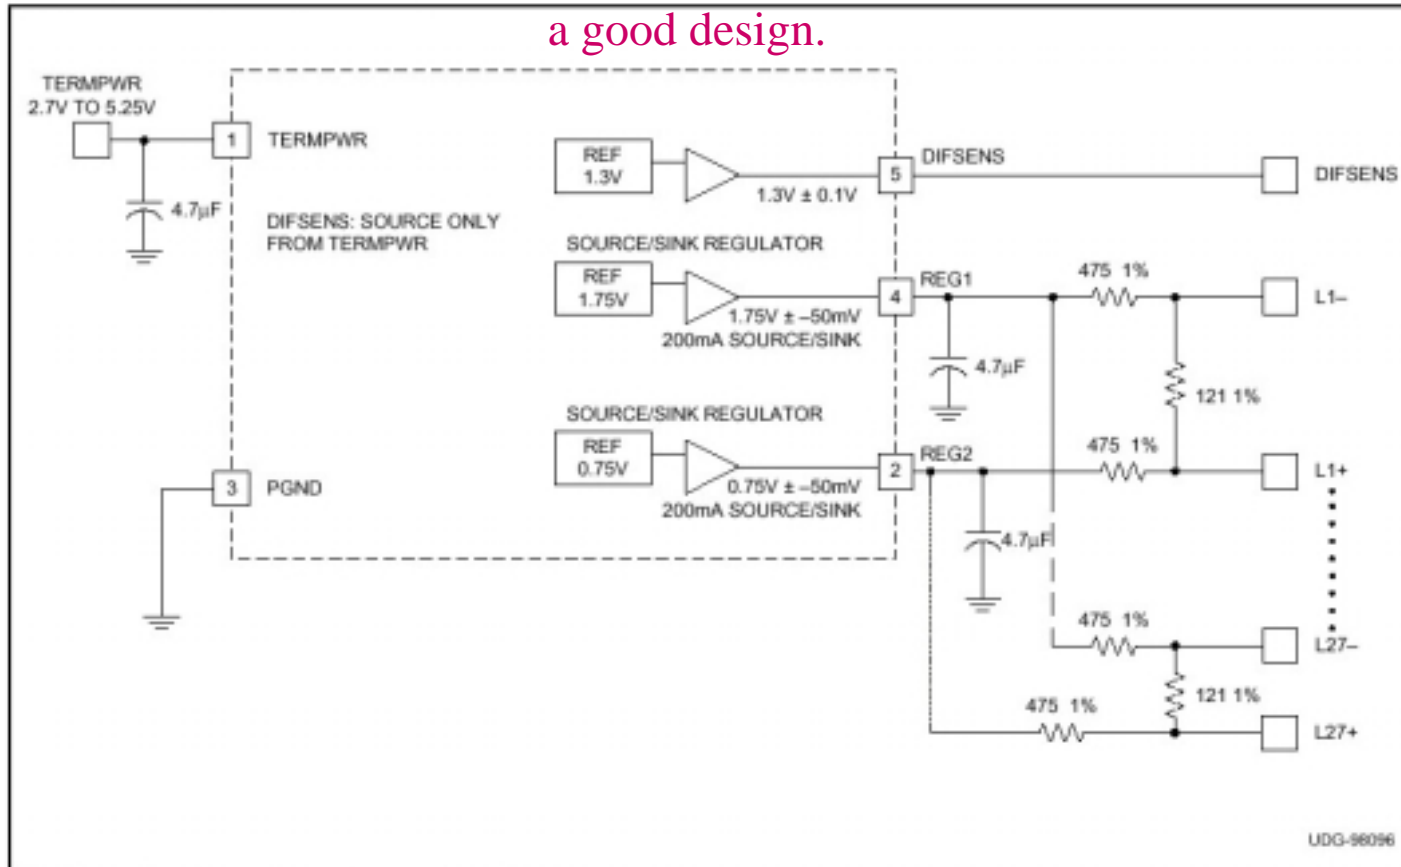 a good design.
TERMPWR
2.7V TO 5.25V
1
TERMPWR
4.7µF
DIFSENS: SOURCE ONLY
FROM TERMPWR
3
PGND
REF
1.3V
1.3V ± 0.1V
5
DIFSENS
DIFSENS
SOURCE/SINK REGULATOR
REF
1.75V
1.75V ± –50mV
200mA SOURCE/SINK
4
REG1
4.7µF
475 1%
L1–
121 1%
SOURCE/SINK REGULATOR
REF
0.75V
0.75V ± –50mV
200mA SOURCE/SINK
2
REG2
4.7µF
475 1%
L1+
475 1%
L27–
121 1%
475 1%
L27+
UDG-98096